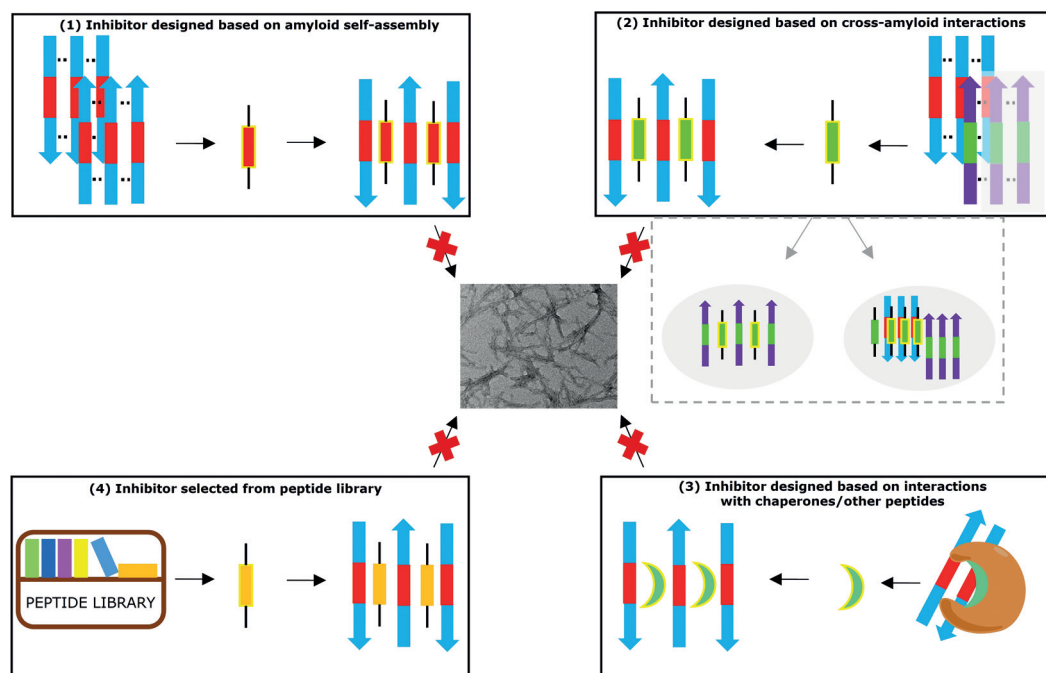 (1) Inhibitor designed based on amyloid self-assembly
(2) Inhibitor designed based on cross-amyloid interactions
(4) Inhibitor selected from peptide library
PEPTIDE LIBRARY
(3) Inhibitor designed based on interactions
with chaperones/other peptides